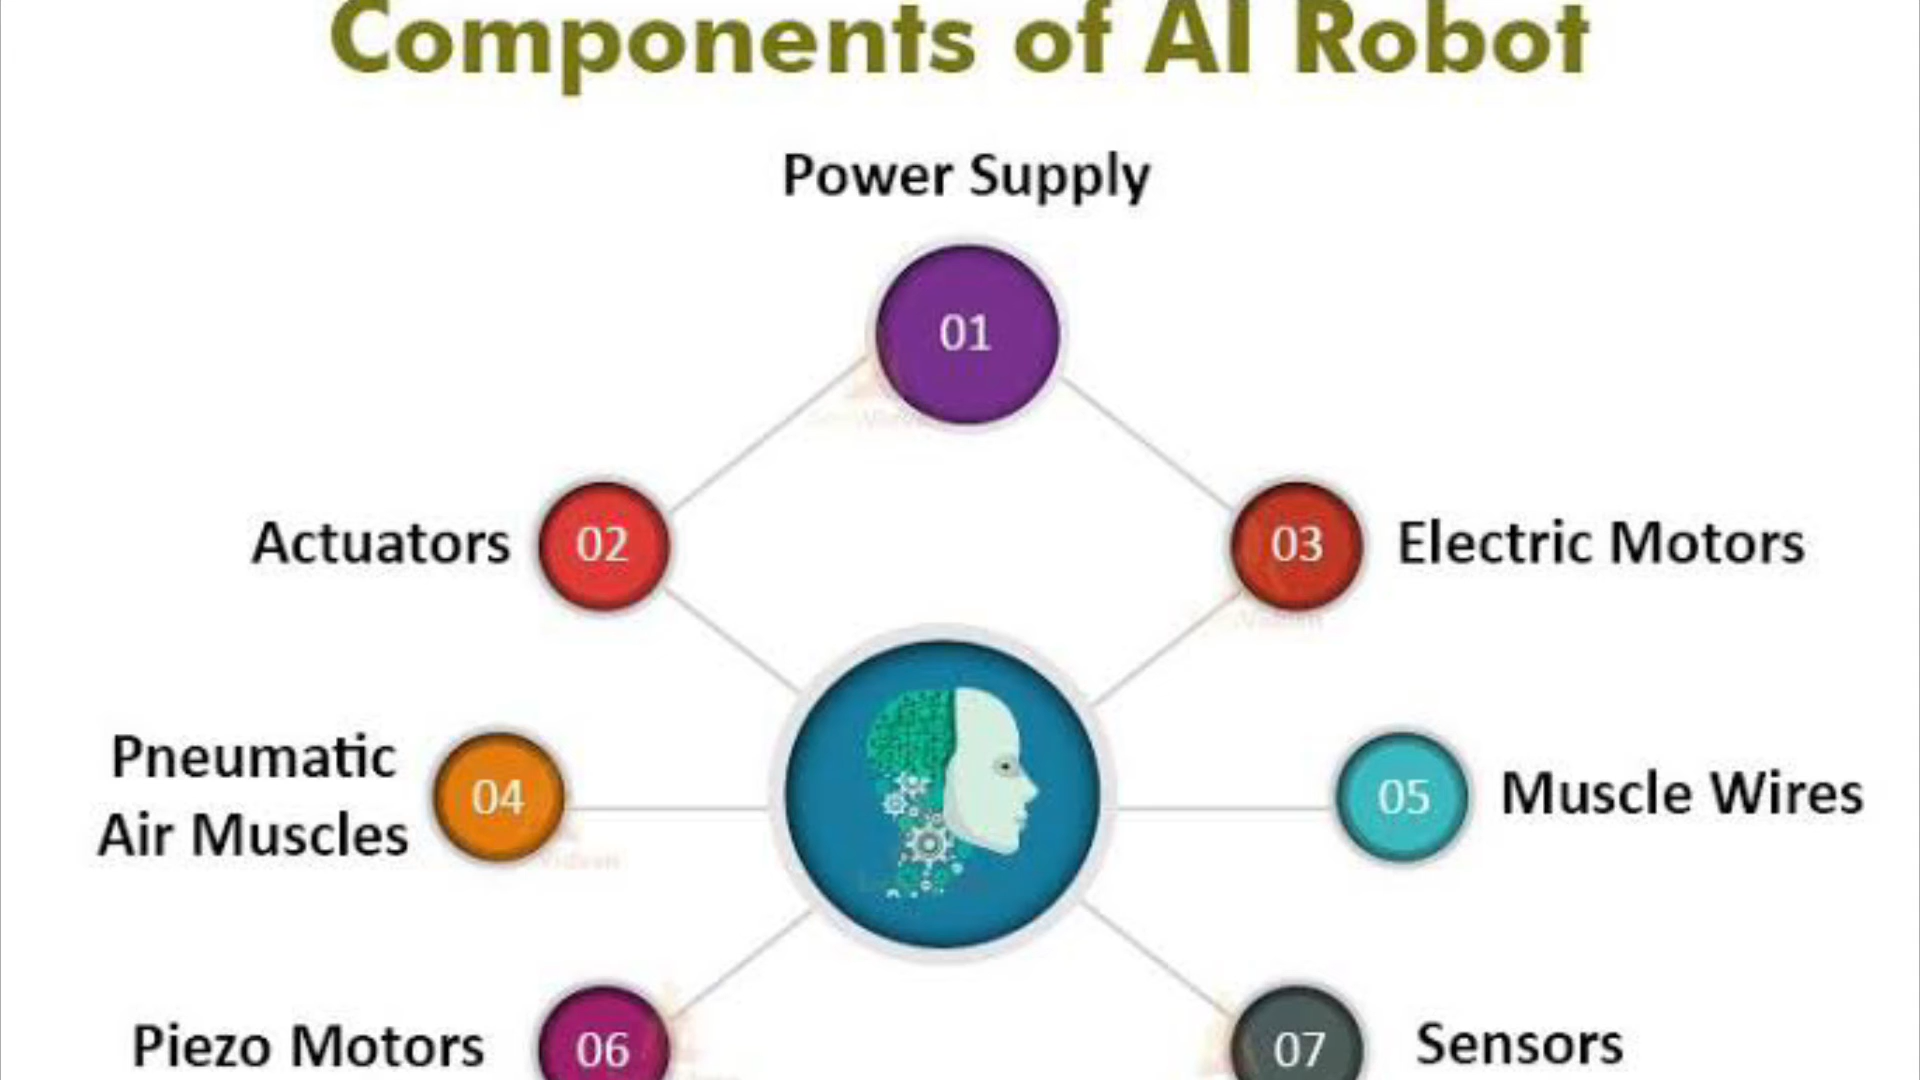 Components of AI Robot
Power Supply
01
Actuators
02
03
Electric Motors
Pneumatic
Air Muscles
04
05
Muscle Wires
Piezo Motors
06
07
Sensors